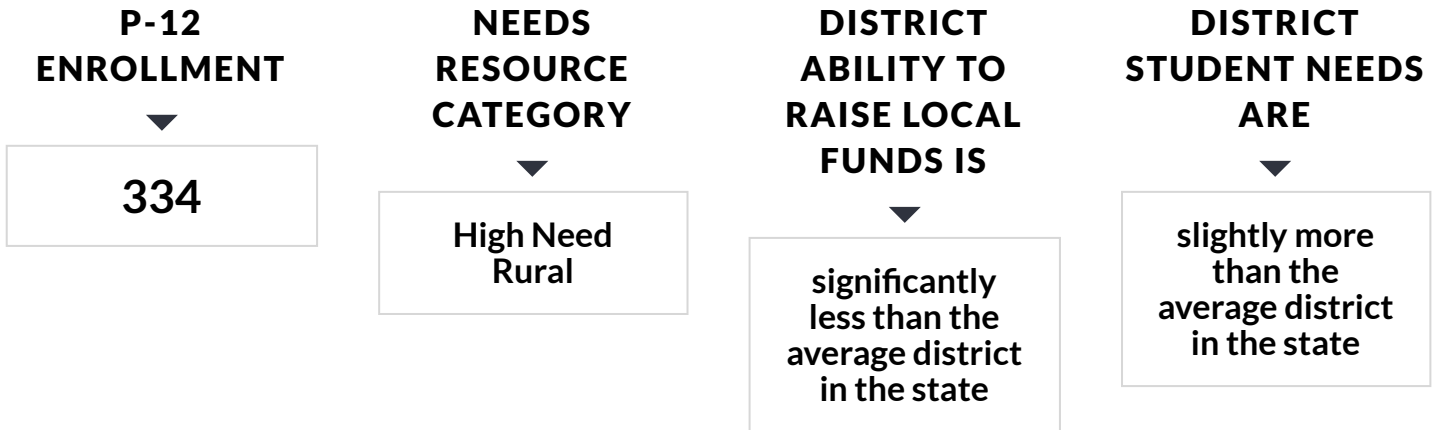 P-12
ENROLLMENT
334
NEEDS
RESOURCE
CATEGORY
High Need
Rural
DISTRICT
ABILITY TO
RAISE LOCAL
FUNDS IS
significantly
less than the
average district
in the state
DISTRICT
STUDENT NEEDS
ARE
slightly more
than the
average district
in the state